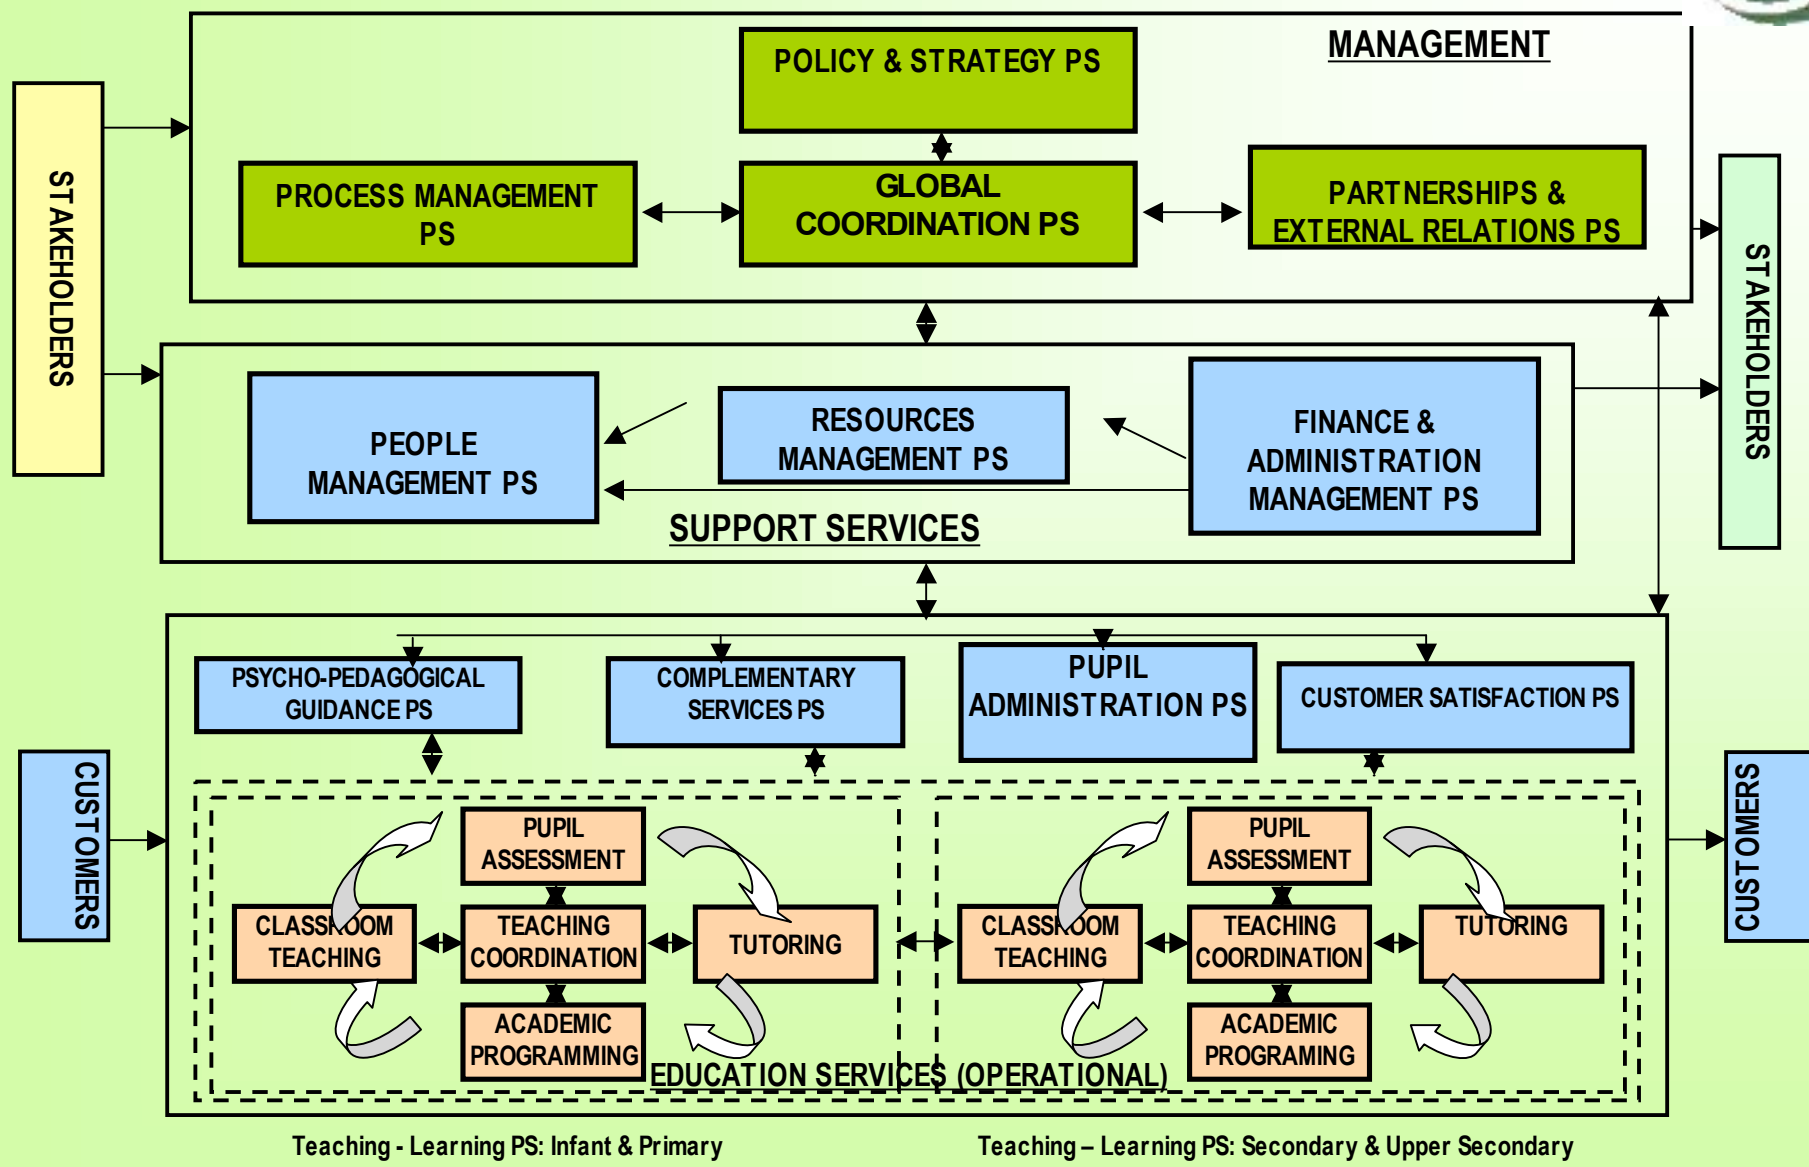 MANAGEMENT
POLICY & STRATEGY PS
STAKEHOLDERS
PROCESS MANAGEMENT
PS
GLOBAL
COORDINATION PS
PARTNERSHIPS &
EXTERNAL RELATIONS PS
STAKEHOLDERS
PEOPLE
MANAGEMENT PS
RESOURCES
MANAGEMENT PS
FINANCE &
ADMINISTRATION
MANAGEMENT PS
SUPPORT SERVICES
PSYCHO-PEDAGOGICAL
GUIDANCE PS
COMPLEMENTARY
SERVICES PS
PUPIL
ADMINISTRATION PS
CUSTOMER SATISFACTION PS
CUSTOMERS
PUPIL
ASSESSMENT
CLASSROOM
TEACHING
TEACHING
COORDINATION
TUTORING
ACADEMIC
PROGRAMMING
PUPIL
ASSESSMENT
CLASSROOM
TEACHING
TEACHING
COORDINATION
TUTORING
ACADEMIC
PROGRAMING
CUSTOMERS
EDUCATION SERVICES (OPERATIONAL)
Teaching - Learning PS: Infant & Primary
Teaching – Learning PS: Secondary & Upper Secondary